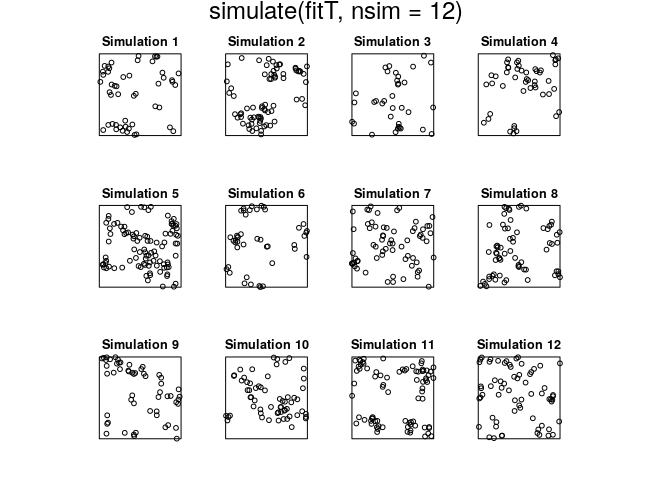 simulate(fitT, nsim = 12)
Simulation 1 Simulation 2 Simulation 3 Simulation 4
Simulation 5 Simulation 6 Simulation 7 Simulation 8
Simulation 9 Simulation 10 Simulation 11 Simulation 12